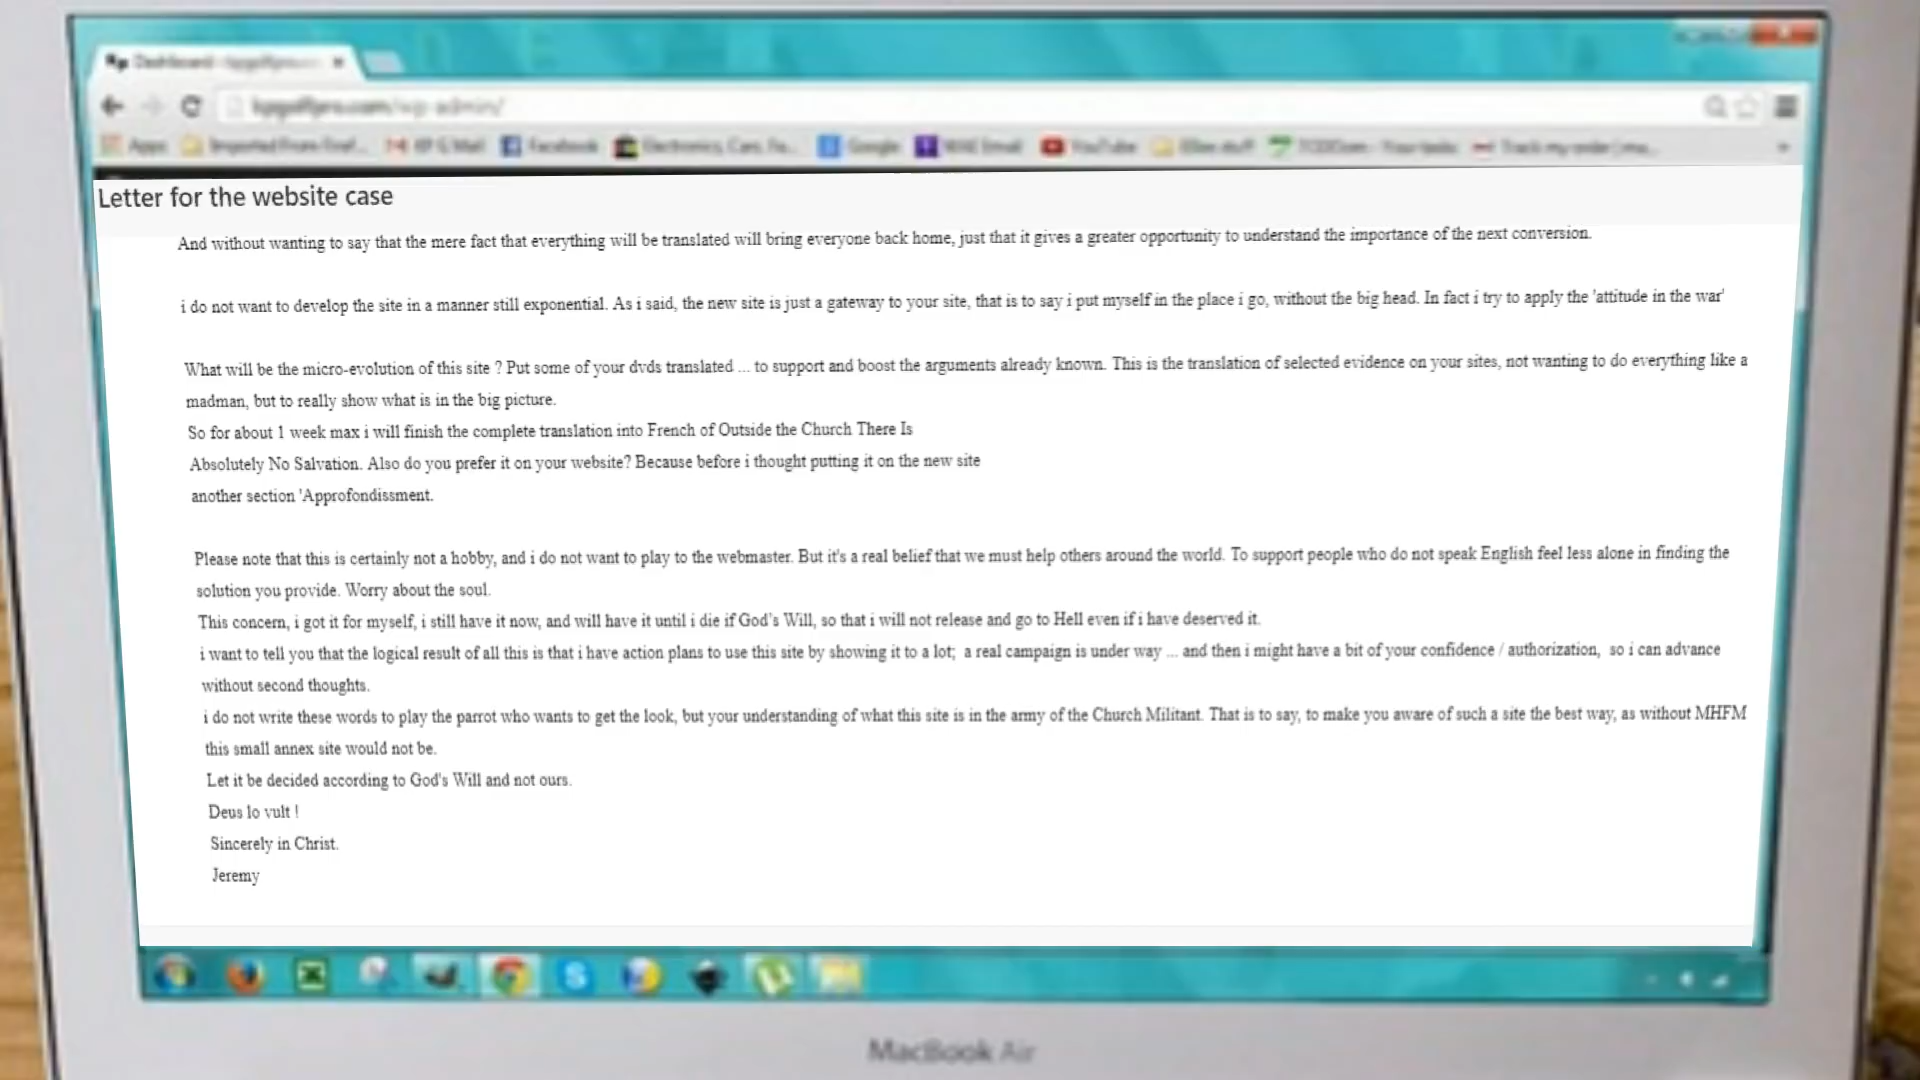 Dashboard
Apps
Imported From Firef...
Facebook
Electronics, Cars, Fa...
Google
Email
YouTube
Track my order
Letter for the website case
And without wanting to say that the mere fact that everything will be translated will bring everyone back home, just that it gives a greater opportunity to understand the importance of the next conversion.
i do not want to develop the site in a manner still exponential. As i said, the new site is just a gateway to your site, that is to say i put myself in the place i go, without the big head. In fact i try to apply the 'attitude in the war'
What will be the micro-evolution of this site ? Put some of your dvds translated ... to support and boost the arguments already known. This is the translation of selected evidence on your sites, not wanting to do everything like a
madman, but to really show what is in the big picture.
So for about 1 week max i will finish the complete translation into French of Outside the Church There Is
Absolutely No Salvation. Also do you prefer it on your website? Because before i thought putting it on the new site
another section 'Approfondissment.
Please note that this is certainly not a hobby, and i do not want to play to the webmaster. But it's a real belief that we must help others around the world. To support people who do not speak English feel less alone in finding the
solution you provide. Worry about the soul.
This concern, i got it for myself, i still have it now, and will have it until i die if God's Will, so that i will not release and go to Hell even if i have deserved it.
i want to tell you that the logical result of all this is that i have action plans to use this site by showing it to a lot;  a real campaign is under way ... and then i might have a bit of your confidence / authorization,  so i can advance
without second thoughts.
i do not write these words to play the parrot who wants to get the look, but your understanding of what this site is in the army of the Church Militant. That is to say, to make you aware of such a site the best way, as without MHFM
this small annex site would not be.
Let it be decided according to God's Will and not ours.
Deus lo vult !
Sincerely in Christ.
Jeremy
MacBook Air